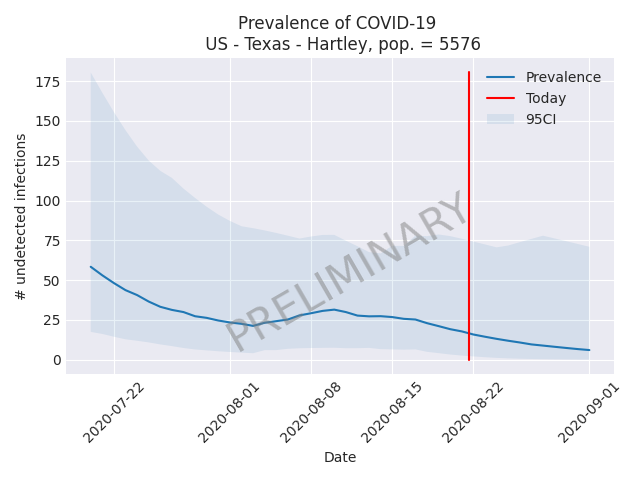 Prevalence of COVID-19
US - Texas - Hartley, pop. = 5576
Prevalence
Today
95CI
175
150
125
100
75
50
25
0
# undetected infections
PRELIMINARY
2020-07-22
2020-08-01
2020-08-08
2020-08-15
2020-08-22
2020-09-01
Date